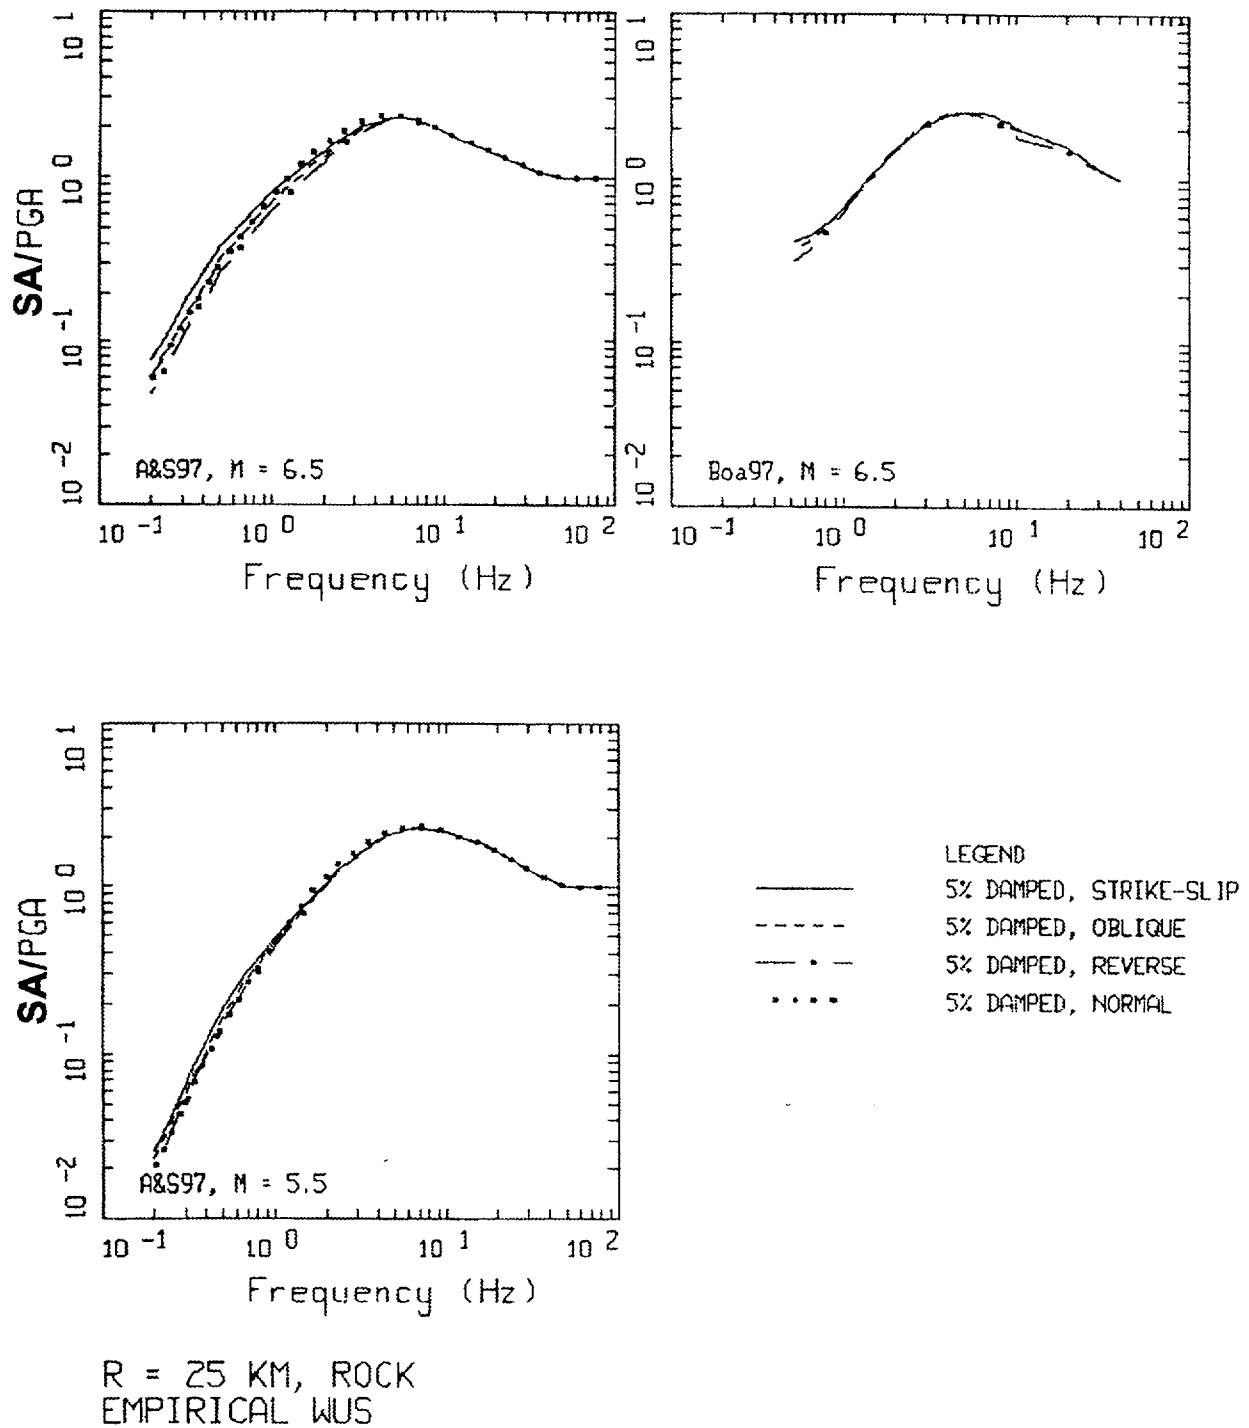 10 1
10 0
10 -1
10 -2
SA/PGA
A&S97, M = 6.5
10 -1
10 0
10 1
10 2
Frequency (Hz)
10 1
10 0
10 -1
10 -2
Boa97, M = 6.5
10 -1
10 0
10 1
10 2
Frequency (Hz)
10 1
10 0
10 -1
10 -2
SA/PGA
A&S97, M = 5.5
10 -1
10 0
10 1
10 2
Frequency (Hz)
LEGEND
5% DAMPED, STRIKE-SLIP
5% DAMPED, OBLIQUE
5% DAMPED, REVERSE
5% DAMPED, NORMAL
R = 25 KM, ROCK
EMPIRICAL WUS